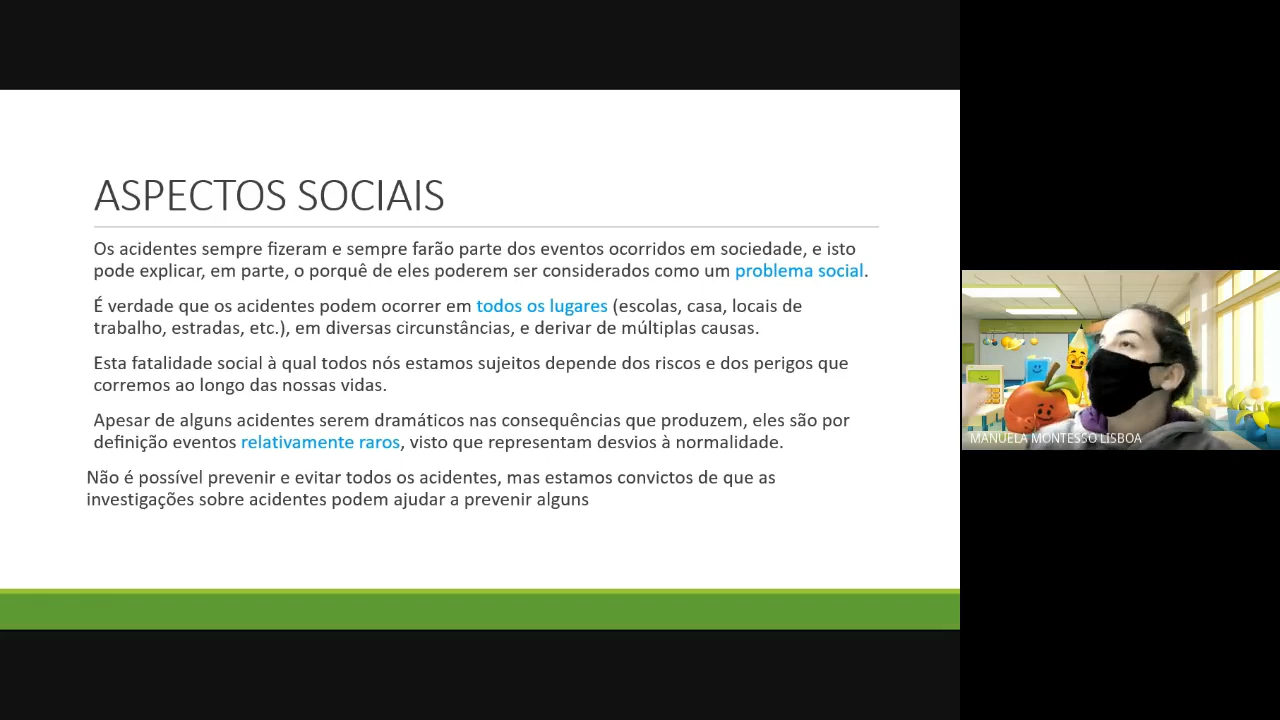 ASPECTOS SOCIAIS
Os acidentes sempre fizeram e sempre farão parte dos eventos ocorridos em sociedade, e isto
pode explicar, em parte, o porquê de eles poderem ser considerados como um problema social.
É verdade que os acidentes podem ocorrer em todos os lugares (escolas, casa, locais de
trabalho, estradas, etc.), em diversas circunstâncias, e derivar de múltiplas causas.
Esta fatalidade social à qual todos nós estamos sujeitos depende dos riscos e dos perigos que
corremos ao longo das nossas vidas.
Apesar de alguns acidentes serem dramáticos nas consequências que produzem, eles são por
definição eventos relativamente raros, visto que representam desvios à normalidade.
Não é possível prevenir e evitar todos os acidentes, mas estamos convictos de que as
investigações sobre acidentes podem ajudar a prevenir alguns
MANUELA MONTESSO LISBOA